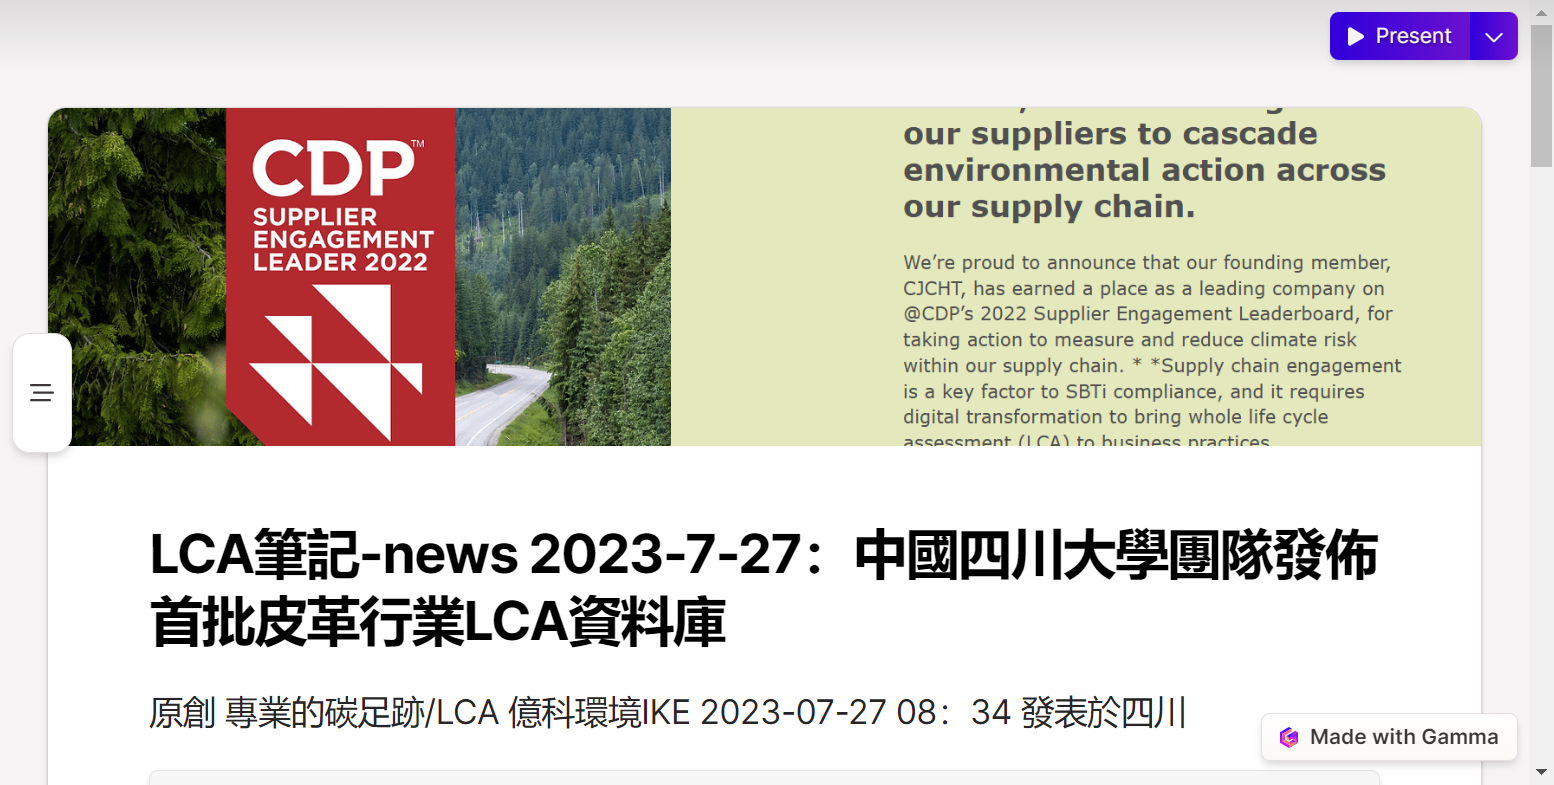 Present
CDP™
SUPPLIER
ENGAGEMENT
LEADER 2022
our suppliers to cascade
environmental action across
our supply chain.
We’re proud to announce that our founding member,
CJCHT, has earned a place as a leading company on
@CDP’s 2022 Supplier Engagement Leaderboard, for
taking action to measure and reduce climate risk
within our supply chain. * *Supply chain engagement
is a key factor to SBTi compliance, and it requires
digital transformation to bring whole life cycle
assessment (LCA) to business practices
LCA筆記-news 2023-7-27：中國四川大學團隊發佈
首批皮革行業LCA資料庫
原創 專業的碳足跡/LCA 億科環境IKE 2023-07-27 08：34 發表於四川
Made with Gamma